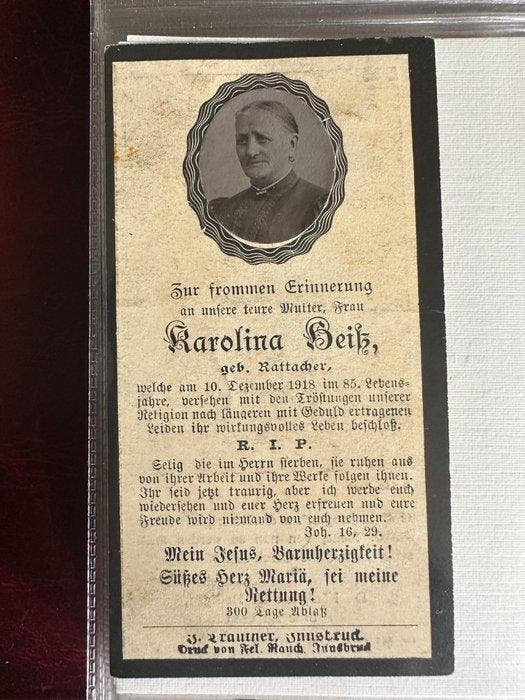 Zur frommen Erinnerung
an unsere teure Mutter, Frau
Karolina Heiß,
geb. Rattacher,
welche am 10. Dezember 1918 im 85. Lebens-
jahre, versehen mit den Tröstungen unserer
Religion nach längeren mit Geduld ertragenen
Leiden ihr wirkungsvolles Leben beschloß.
R. I. P.
Selig die im Herrn sterben, sie ruhen aus
von ihrer Arbeit und ihre Werke folgen ihnen.
Ihr seid jetzt traurig, aber ich werde euch
wiedersehen und euer Herz erfreuen und eure
Freude wird niemand von euch nehmen.
Joh. 16, 29.
Mein Jesus, Barmherzigkeit!
Süßes Herz Mariä, sei meine
Rettung!
300 Tage Ablaß
J. Trautner, Innsbruck.
Druck von Fel. Rauch, Innsbruck